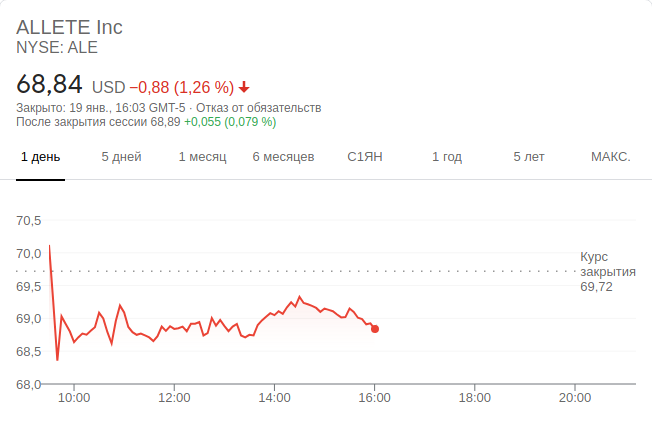 ALLETE Inc
NYSE: ALE
68,84 USD −0,88 (1,26 %)
Закрыто: 19 янв., 16:03 GMT-5 · Отказ от обязательств
После закрытия сессии 68,89 +0,055 (0,079 %)
1 день 5 дней 1 месяц 6 месяцев С1ЯН 1 год 5 лет МАКС.
70,5
70,0
Курс
закрытия
69,72
69,5
69,0
68,5
68,0
10:00 12:00 14:00 16:00 18:00 20:00